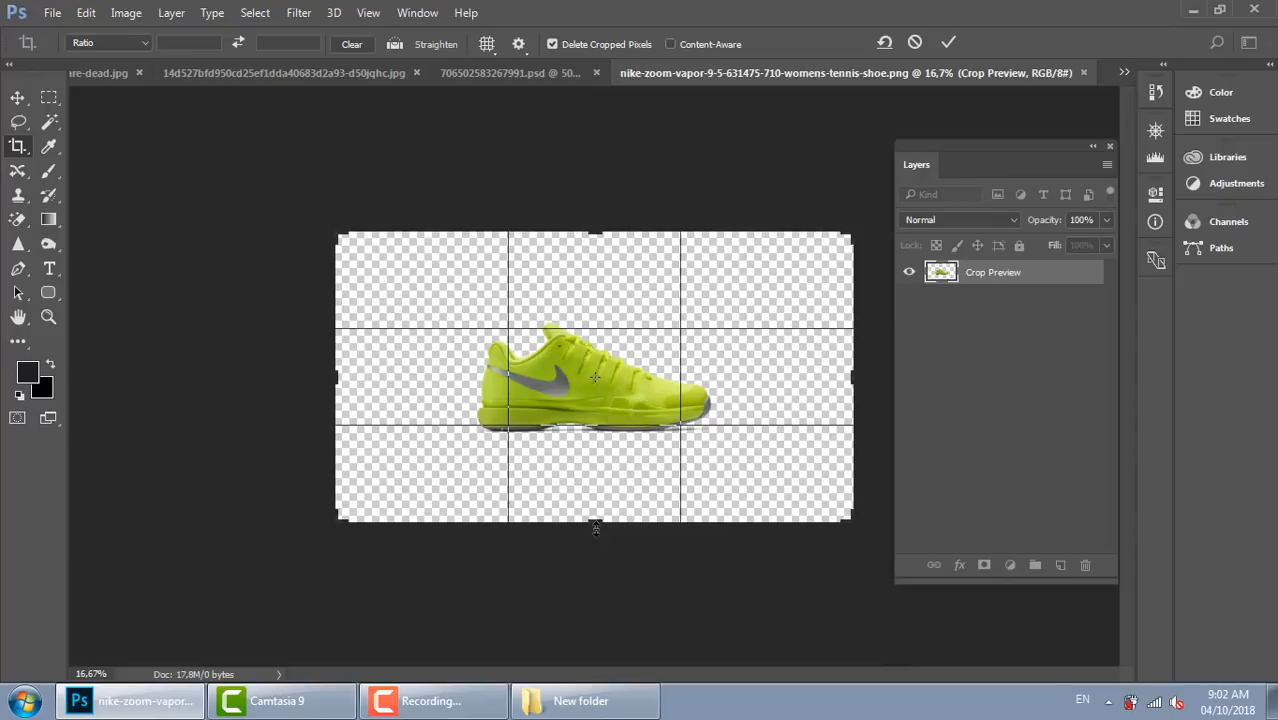 Ps File Edit Image Layer Type Select Filter 3D View Window Help
Ratio Clear Straighten Delete Cropped Pixels Content-Aware
re-dead.jpg 14d527bfd950cd25ef1dda40683d2a93-d50jqhc.jpg 706502583267991.psd @ 50... nike-zoom-vapor-9-5-631475-710-womens-tennis-shoe.png @ 16,7% (Crop Preview, RGB/8#)
Color
Swatches
Libraries
Adjustments
Channels
Paths
Layers
Kind
Normal Opacity: 100%
Lock: Fill: 100%
Crop Preview
fx
16,67% Doc: 17,8M/0 bytes
Ps nike-zoom-vapor... Camtasia 9 Recording... New folder
EN 9:02 AM
04/10/2018